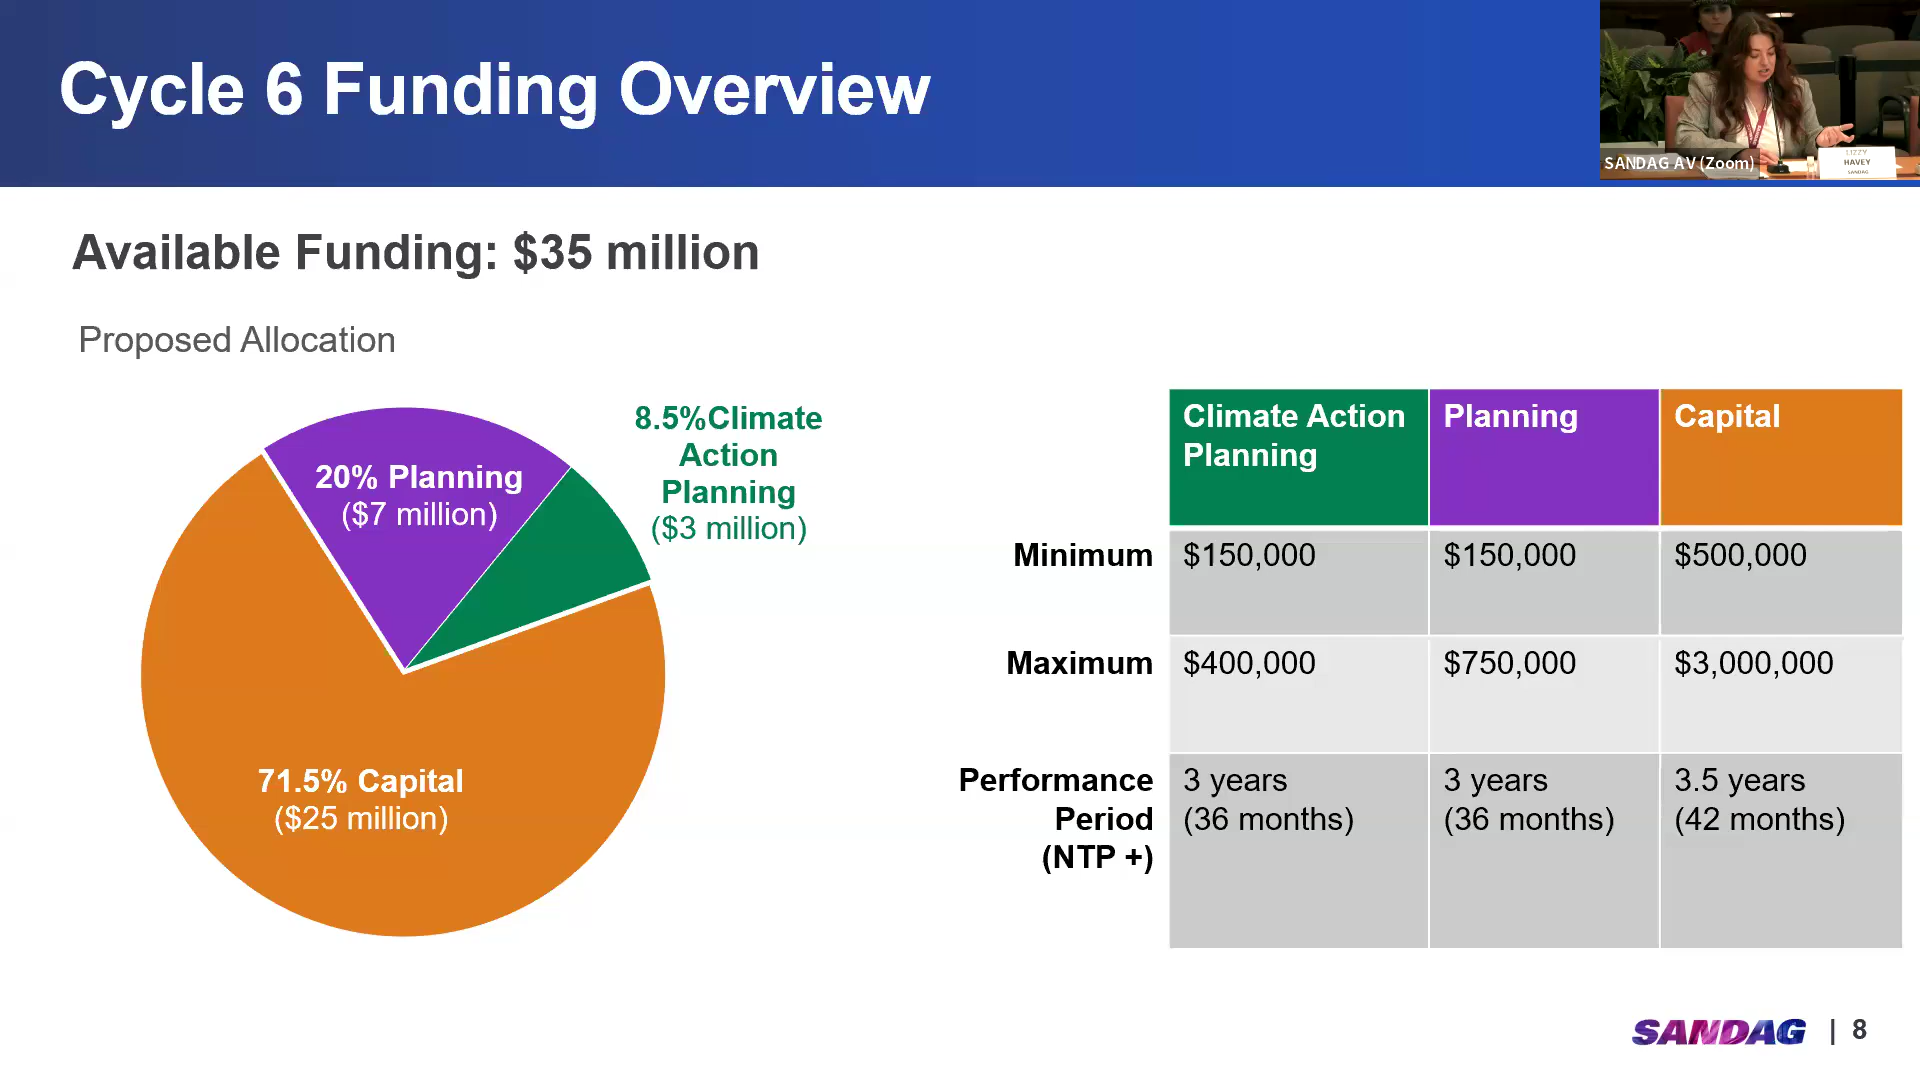 Cycle 6 Funding Overview
SANDAG AV (Zoom)
LIZZY
HAVEY
SANDAG
Available Funding: $35 million
Proposed Allocation
8.5%Climate
Action
Planning
($3 million)
20% Planning
($7 million)
71.5% Capital
($25 million)
Climate Action
Planning
Planning
Capital
Minimum
$150,000
$150,000
$500,000
Maximum
$400,000
$750,000
$3,000,000
Performance
Period
(NTP +)
3 years
(36 months)
3 years
(36 months)
3.5 years
(42 months)
SANDAG | 8